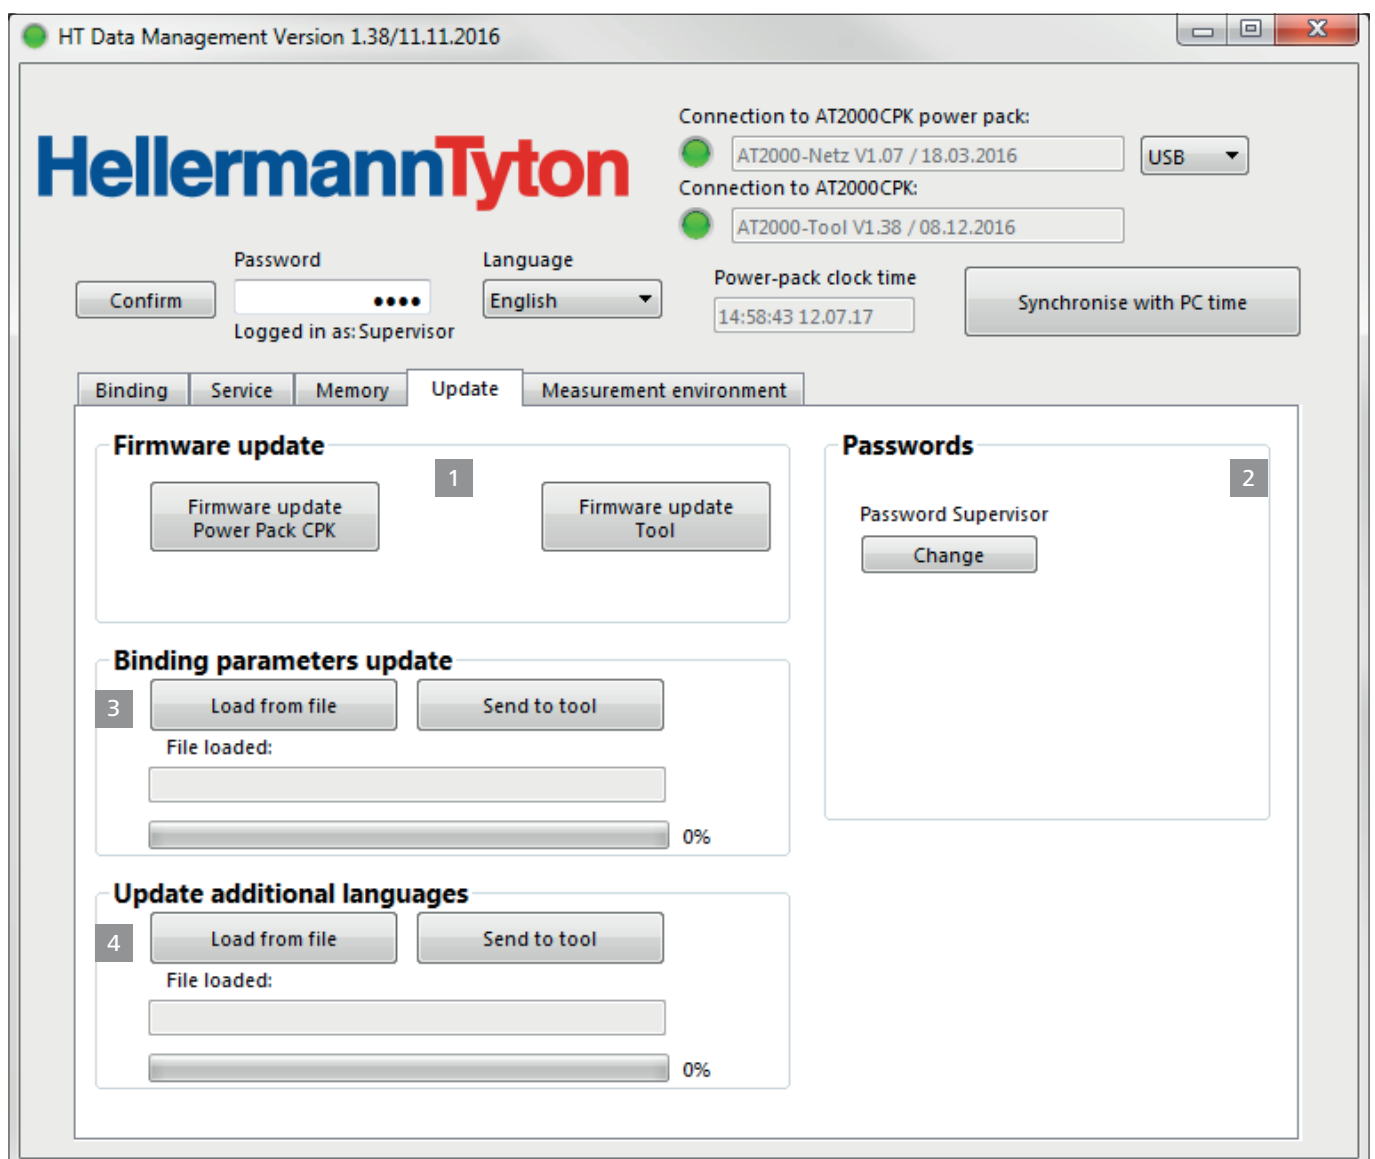 HT Data Management Version 1.38/11.11.2016
HellermannTyton
Connection to AT2000CPK power pack:
AT2000-Netz V1.07 / 18.03.2016
USB
Connection to AT2000CPK:
AT2000-Tool V1.38 / 08.12.2016
Password
Language
Confirm
••••
English
Logged in as: Supervisor
Power-pack clock time
14:58:43 12.07.17
Synchronise with PC time
Binding
Service
Memory
Update
Measurement environment
Firmware update
1
Firmware update
Power Pack CPK
Firmware update
Tool
Passwords
2
Password Supervisor
Change
Binding parameters update
3
Load from file
Send to tool
File loaded:
0%
Update additional languages
4
Load from file
Send to tool
File loaded:
0%